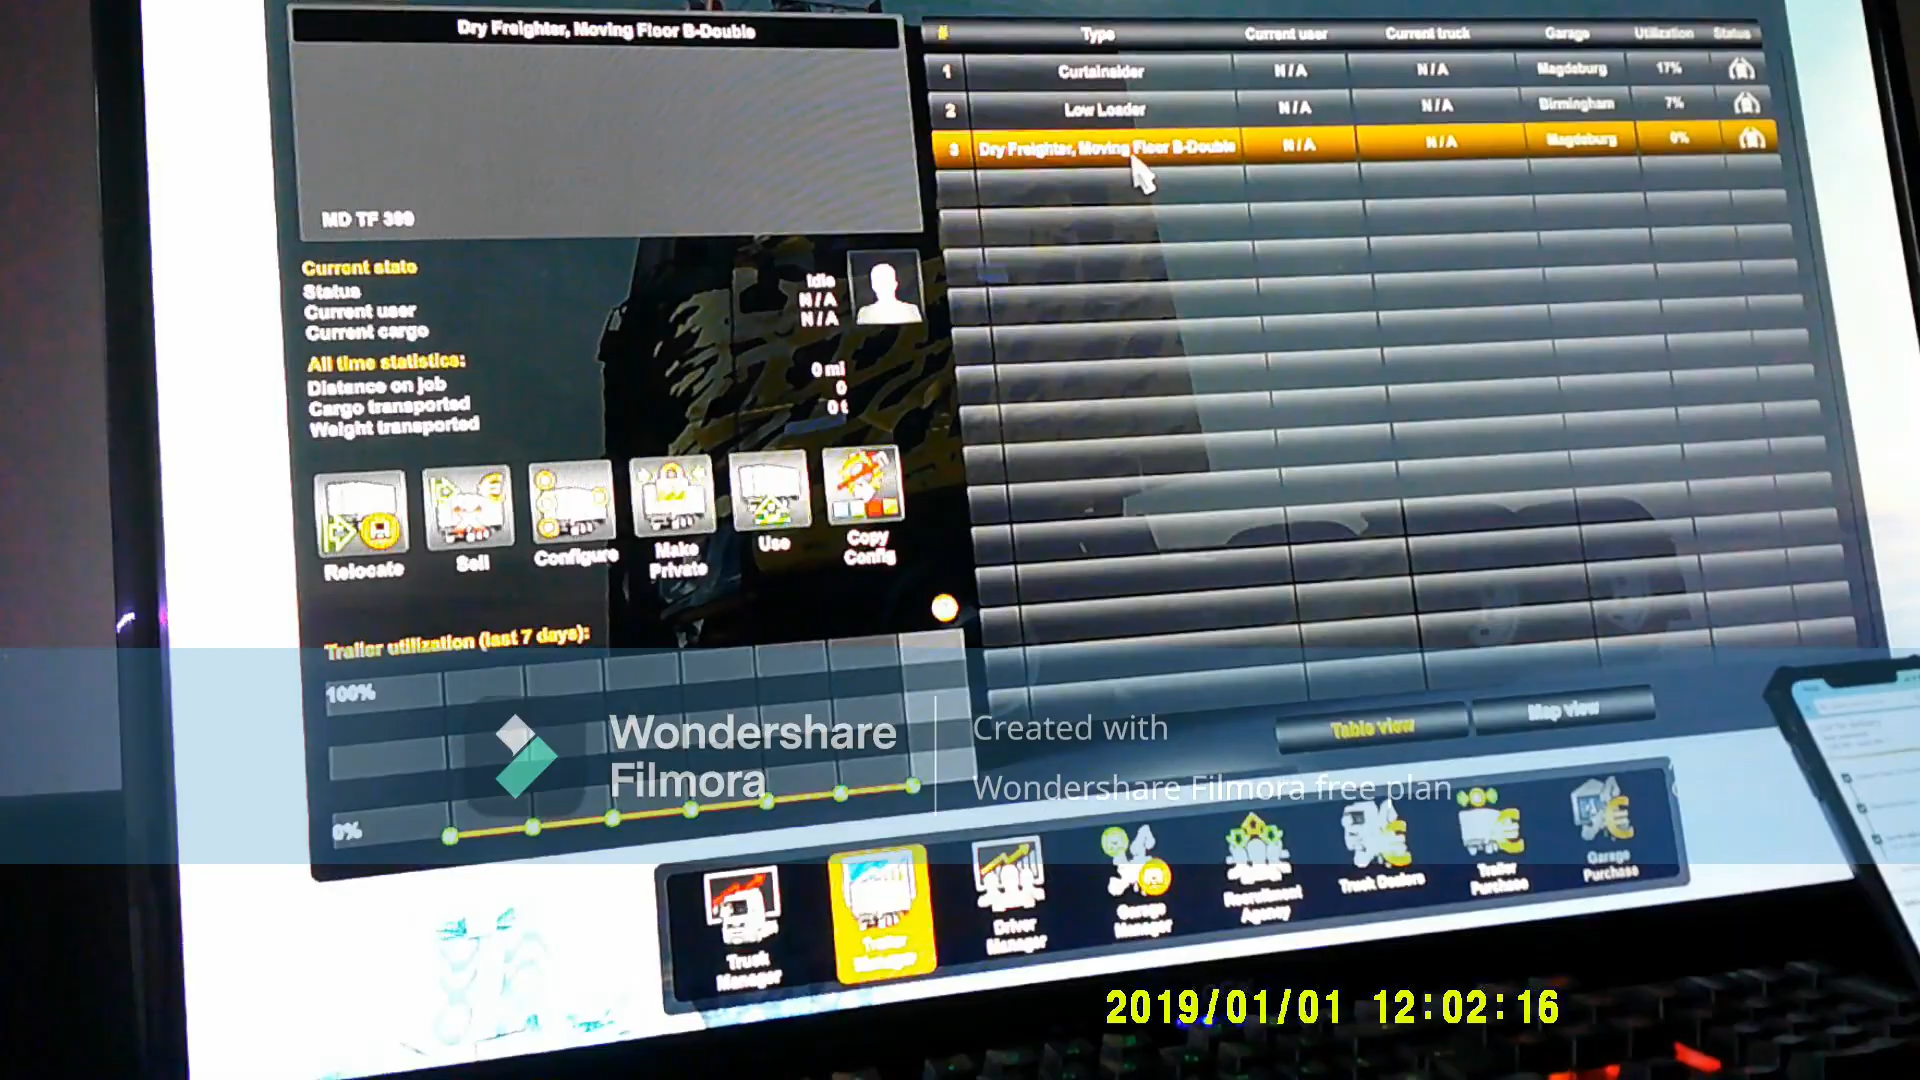 Dry Freighter, Moving Floor B-Double
MD TF 300
Current state
Status Idle
Current user N/A
Current cargo N/A
All time statistics:
Distance on job 0 mi
Cargo transported 0
Weight transported 0 t
Relocate
Sell
Configure
Make Private
Use
Copy Config
Trailer utilization (last 7 days):
100%
0%
# Type Current user Current truck Garage Utilization Status
1 Curtainsider N/A N/A Magdeburg 17%
2 Low Loader N/A N/A Birmingham 7%
3 Dry Freighter, Moving Floor B-Double N/A N/A Magdeburg 0%
Table view
Map view
Wondershare
Filmora
Created with
Wondershare Filmora free plan
Truck Manager
Trailer Manager
Driver Manager
Garage Manager
Recruitment Agency
Truck Dealers
Trailer Purchase
Garage Purchase
2019/01/01 12:02:16